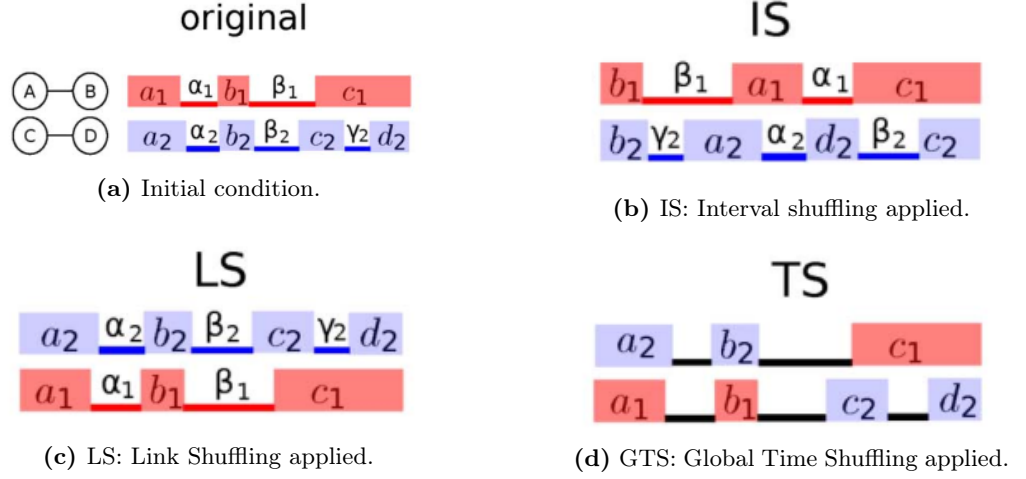 original
A B a₁ α₁ b₁ β₁ c₁
C D a₂ α₂ b₂ β₂ c₂ γ₂ d₂
(a) Initial condition.
IS
b₁ β₁ a₁ α₁ c₁
b₂ γ₂ a₂ α₂ d₂ β₂ c₂
(b) IS: Interval shuffling applied.
LS
a₂ α₂ b₂ β₂ c₂ γ₂ d₂
a₁ α₁ b₁ β₁ c₁
(c) LS: Link Shuffling applied.
TS
a₂ b₂ c₁
a₁ b₁ c₂ d₂
(d) GTS: Global Time Shuffling applied.